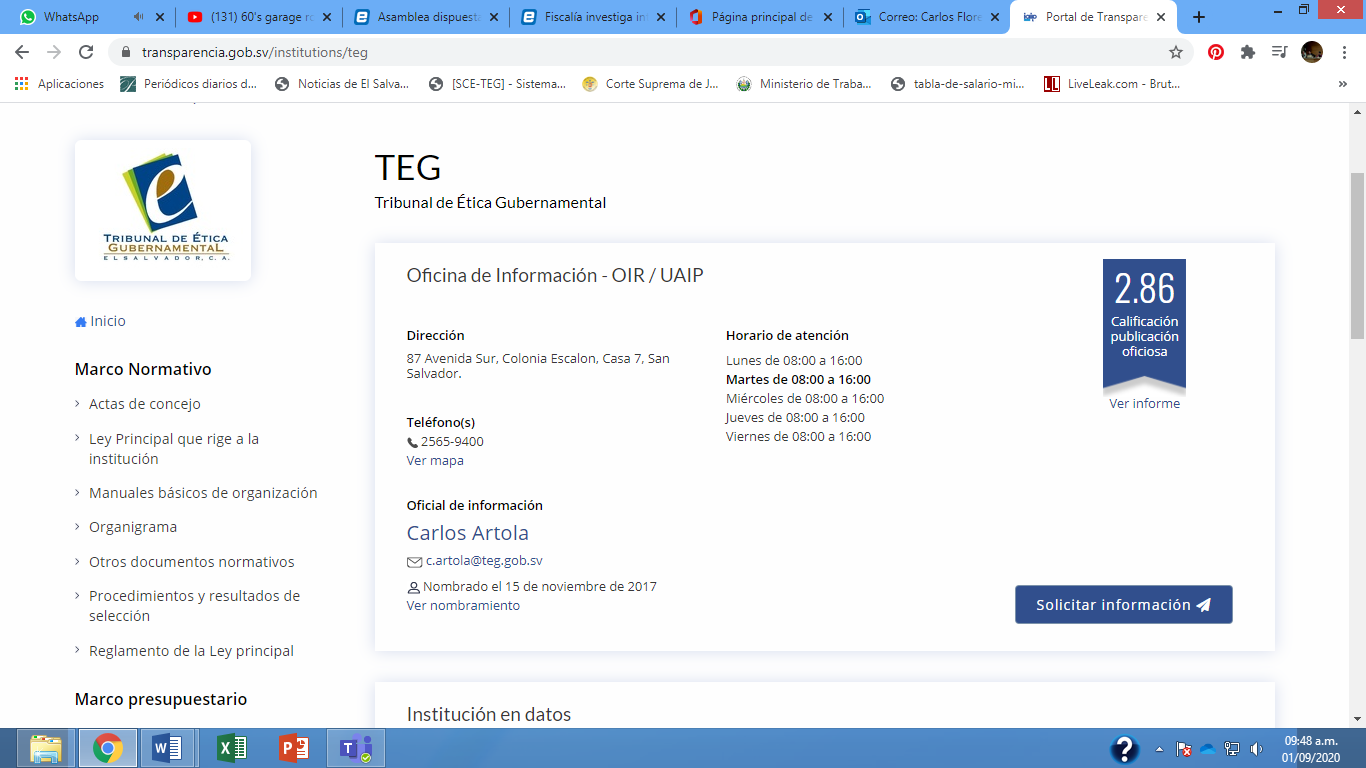 WhatsApp
(131) 60's garage ro
Asamblea dispuest
Fiscalía investiga in
Página principal de
Correo: Carlos Flore
Portal de Transpare
transparencia.gob.sv/institutions/teg
Aplicaciones
Periódicos diarios d...
Noticias de El Salva...
[SCE-TEG] - Sistema...
Corte Suprema de J...
Ministerio de Traba...
tabla-de-salario-mi...
LiveLeak.com - Brut...
»
TRIBUNAL DE ÉTICA
GUBERNAMENTAL
EL SALVADOR, C.A.
Inicio
Marco Normativo
Actas de concejo
Ley Principal que rige a la
institución
Manuales básicos de organización
Organigrama
Otros documentos normativos
Procedimientos y resultados de
selección
Reglamento de la Ley principal
Marco presupuestario
TEG
Tribunal de Ética Gubernamental
Oficina de Información - OIR / UAIP
Dirección
87 Avenida Sur, Colonia Escalon, Casa 7, San
Salvador.
Teléfono(s)
2565-9400
Ver mapa
Horario de atención
Lunes de 08:00 a 16:00
Martes de 08:00 a 16:00
Miércoles de 08:00 a 16:00
Jueves de 08:00 a 16:00
Viernes de 08:00 a 16:00
2.86
Calificación
publicación
oficiosa
Ver informe
Oficial de información
Carlos Artola
c.artola@teg.gob.sv
Nombrado el 15 de noviembre de 2017
Ver nombramiento
Solicitar información
Institución en datos
09:48 a.m.
01/09/2020